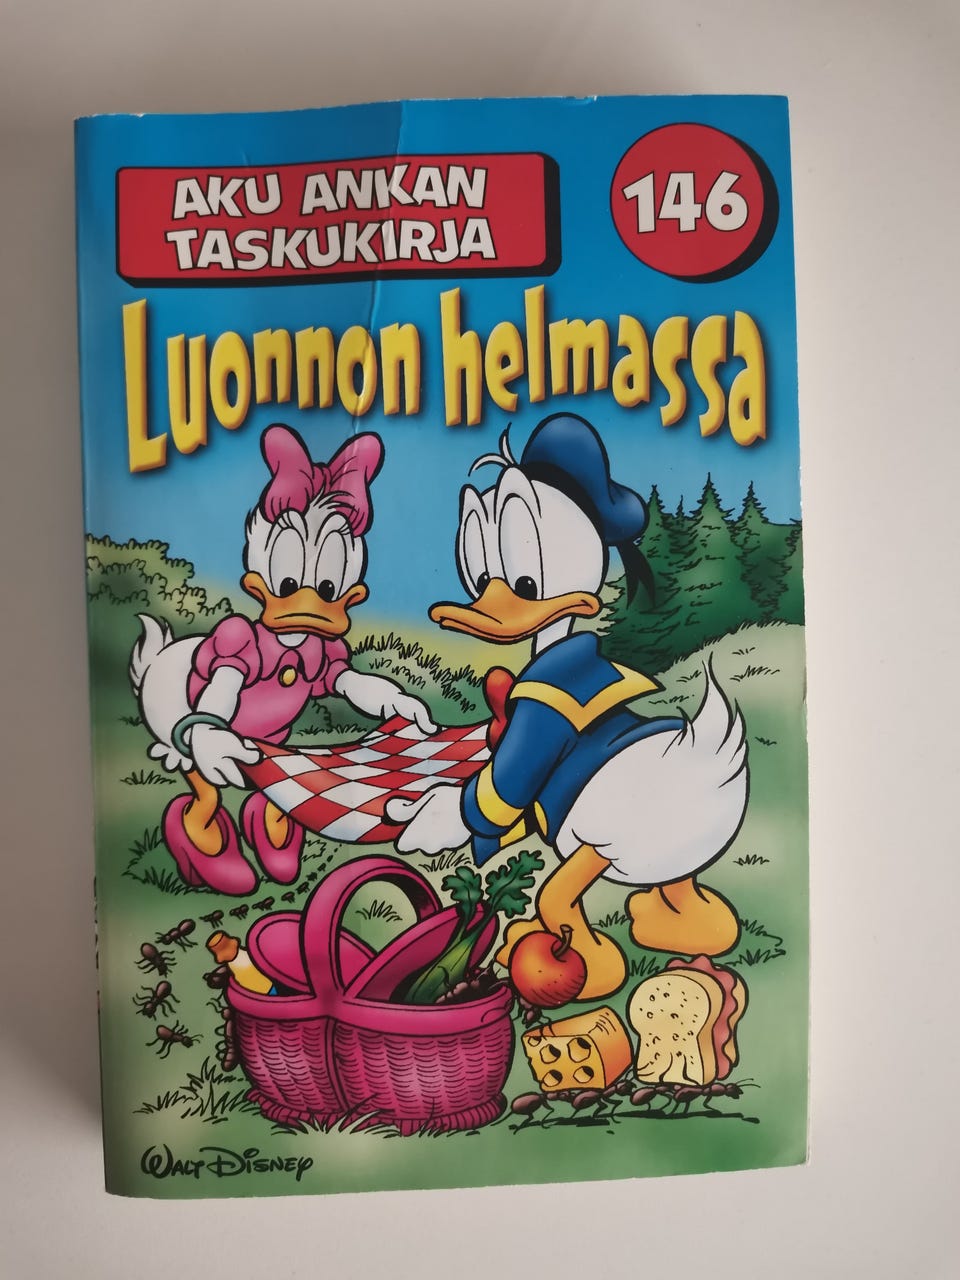 AKU ANKAN
TASKUKIRJA
146
Luonnon helmassa
WALT DISNEY